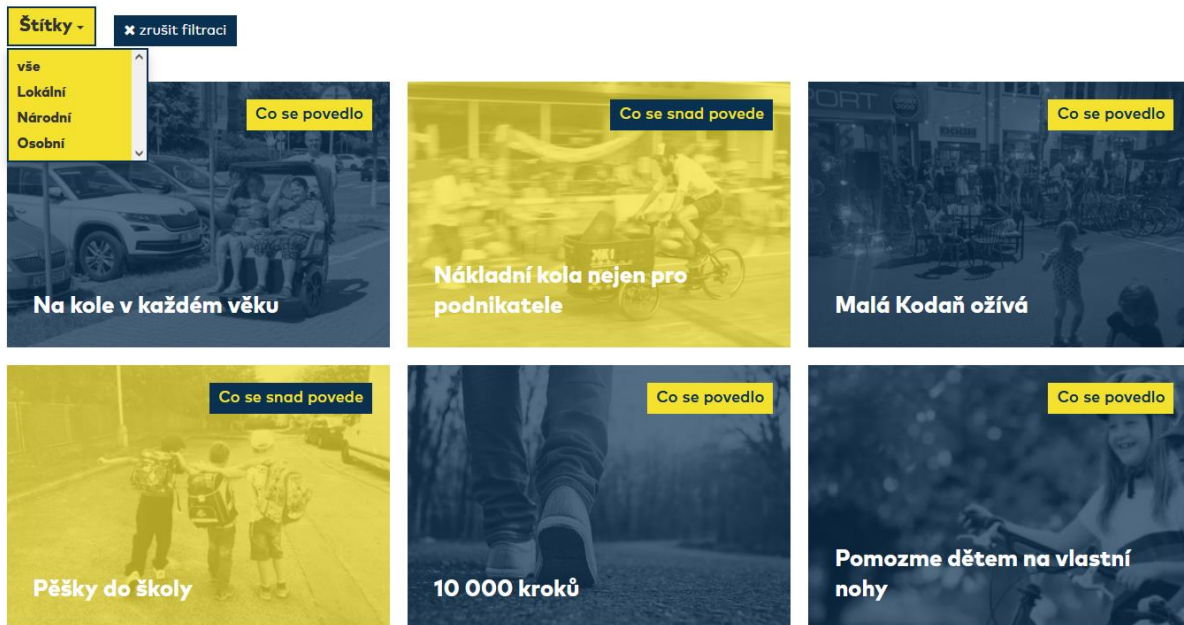 Štítky
✖ zrušit filtraci
vše
Lokální
Národní
Osobní
Co se povedlo
Na kole v každém věku
Co se snad povede
Nákladní kola nejen pro
podnikatele
PORT
Co se povedlo
Malá Kodaň ožívá
Co se snad povede
Pěšky do školy
Co se povedlo
10 000 kroků
Co se povedlo
Pomozme dětem na vlastní
nohy